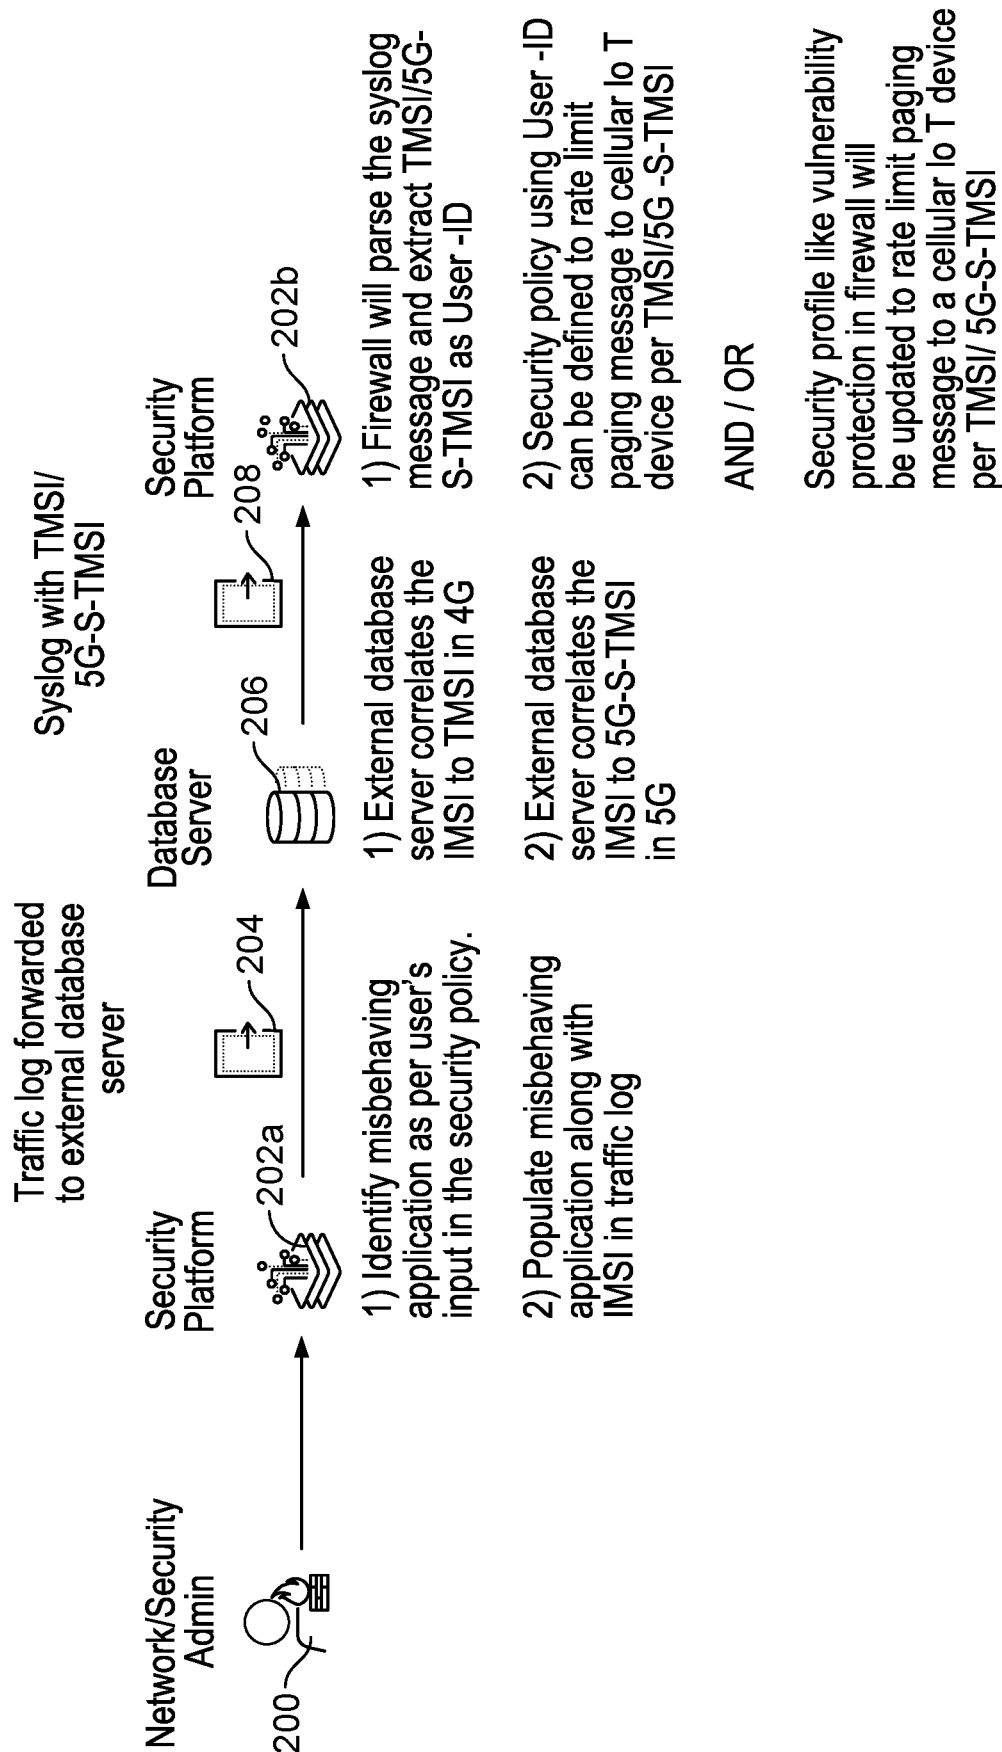 Network/Security
Admin
200
Security
Platform
202a
1) Identify misbehaving
application as per user's
input in the security policy.
2) Populate misbehaving
application along with
IMSI in traffic log
Traffic log forwarded
to external database
server
204
Database
Server
206
1) External database
server correlates the
IMSI to TMSI in 4G
2) External database
server correlates the
IMSI to 5G-S-TMSI
in 5G
Syslog with TMSI/
5G-S-TMSI
208
Security
Platform
202b
1) Firewall will parse the syslog
message and extract TMSI/5G-
S-TMSI as User -ID
2) Security policy using User -ID
can be defined to rate limit
paging message to cellular Io T
device per TMSI/5G -S-TMSI
AND / OR
Security profile like vulnerability
protection in firewall will
be updated to rate limit paging
message to a cellular Io T device
per TMSI/ 5G-S-TMSI